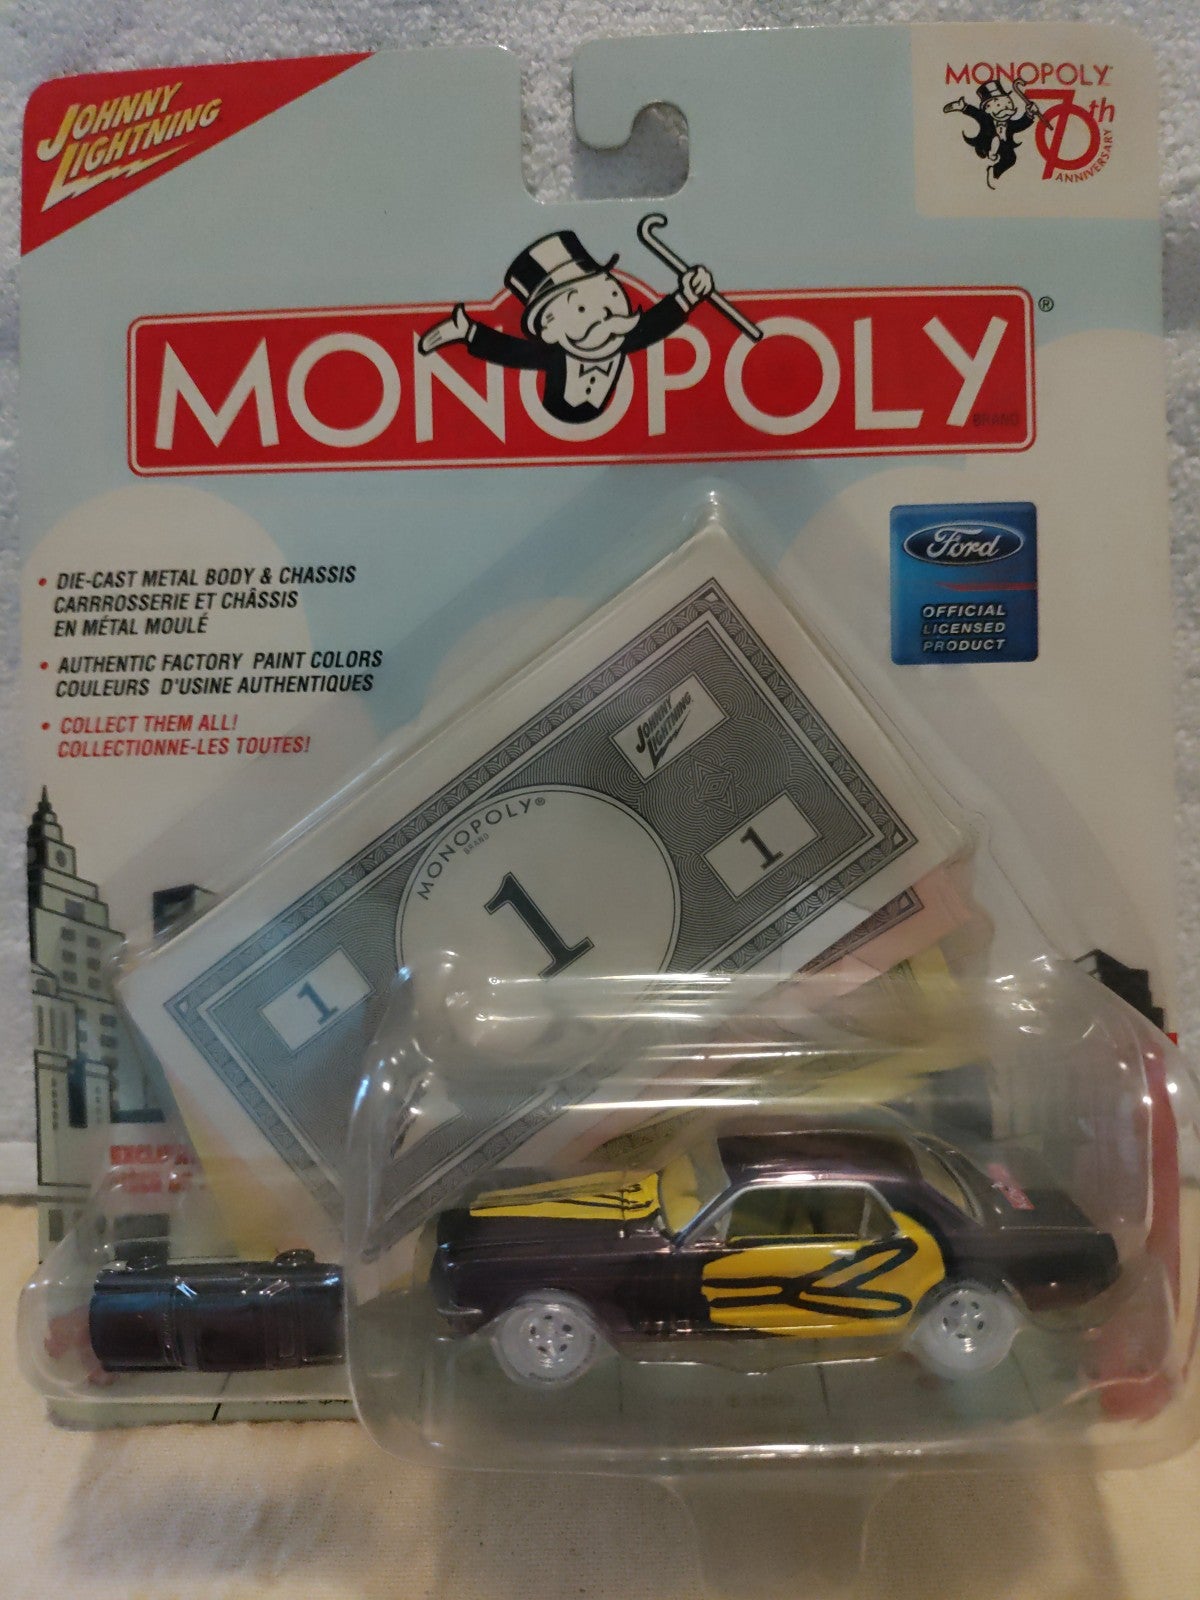 JOHNNY
LIGHTNING
MONOPOLY
70th
ANNIVERSARY
MONOPOLY®
BRAND
Ford
OFFICIAL
LICENSED
PRODUCT
• DIE-CAST METAL BODY & CHASSIS
CARRROSSERIE ET CHÂSSIS
EN MÉTAL MOULÉ
• AUTHENTIC FACTORY PAINT COLORS
COULEURS D'USINE AUTHENTIQUES
• COLLECT THEM ALL!
COLLECTIONNE-LES TOUTES!
JOHNNY
LIGHTNING
MONOPOLY®
BRAND
1
1
1